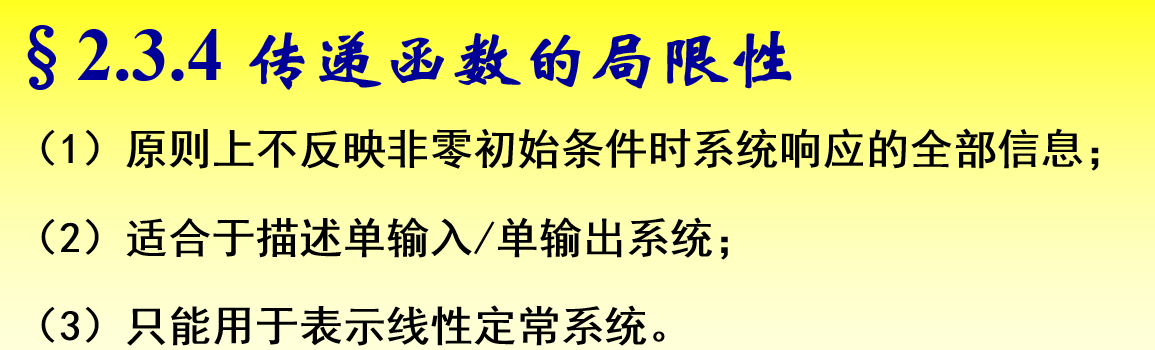 §2.3.4 传递函数的局限性
（1）原则上不反映非零初始条件时系统响应的全部信息；
（2）适合于描述单输入/单输出系统；
（3）只能用于表示线性定常系统。